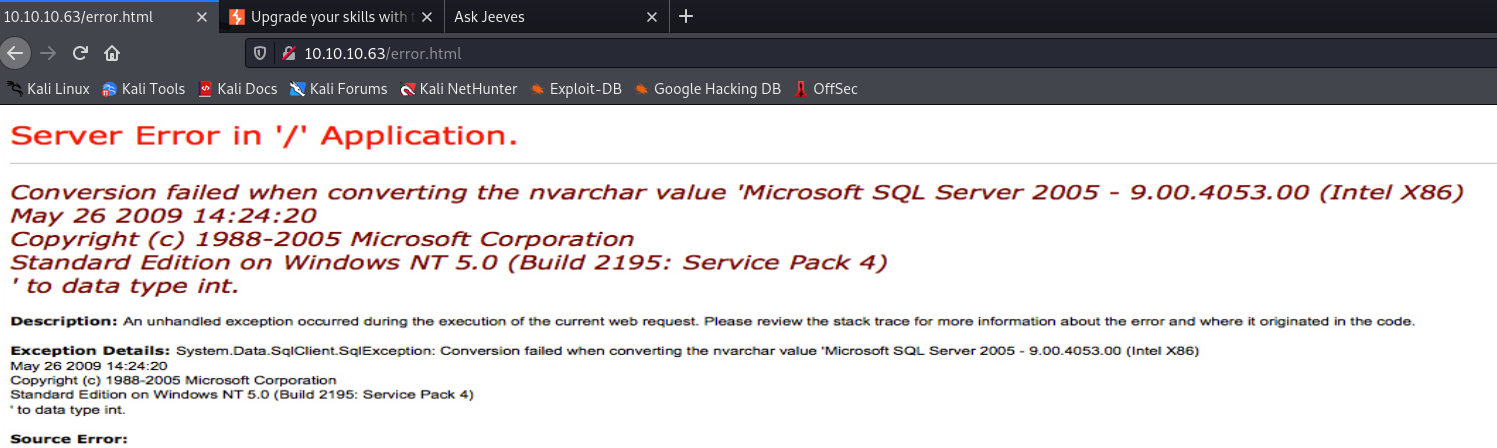 10.10.10.63/error.html
Upgrade your skills with
Ask Jeeves
10.10.10.63/error.html
Kali Linux Kali Tools Kali Docs Kali Forums Kali NetHunter Exploit-DB Google Hacking DB OffSec
Server Error in '/' Application.
Conversion failed when converting the nvarchar value 'Microsoft SQL Server 2005 - 9.00.4053.00 (Intel X86)
May 26 2009 14:24:20
Copyright (c) 1988-2005 Microsoft Corporation
Standard Edition on Windows NT 5.0 (Build 2195: Service Pack 4)
' to data type int.
Description: An unhandled exception occurred during the execution of the current web request. Please review the stack trace for more information about the error and where it originated in the code.
Exception Details: System.Data.SqlClient.SqlException: Conversion failed when converting the nvarchar value 'Microsoft SQL Server 2005 - 9.00.4053.00 (Intel X86)
May 26 2009 14:24:20
Copyright (c) 1988-2005 Microsoft Corporation
Standard Edition on Windows NT 5.0 (Build 2195: Service Pack 4)
' to data type int.
Source Error: